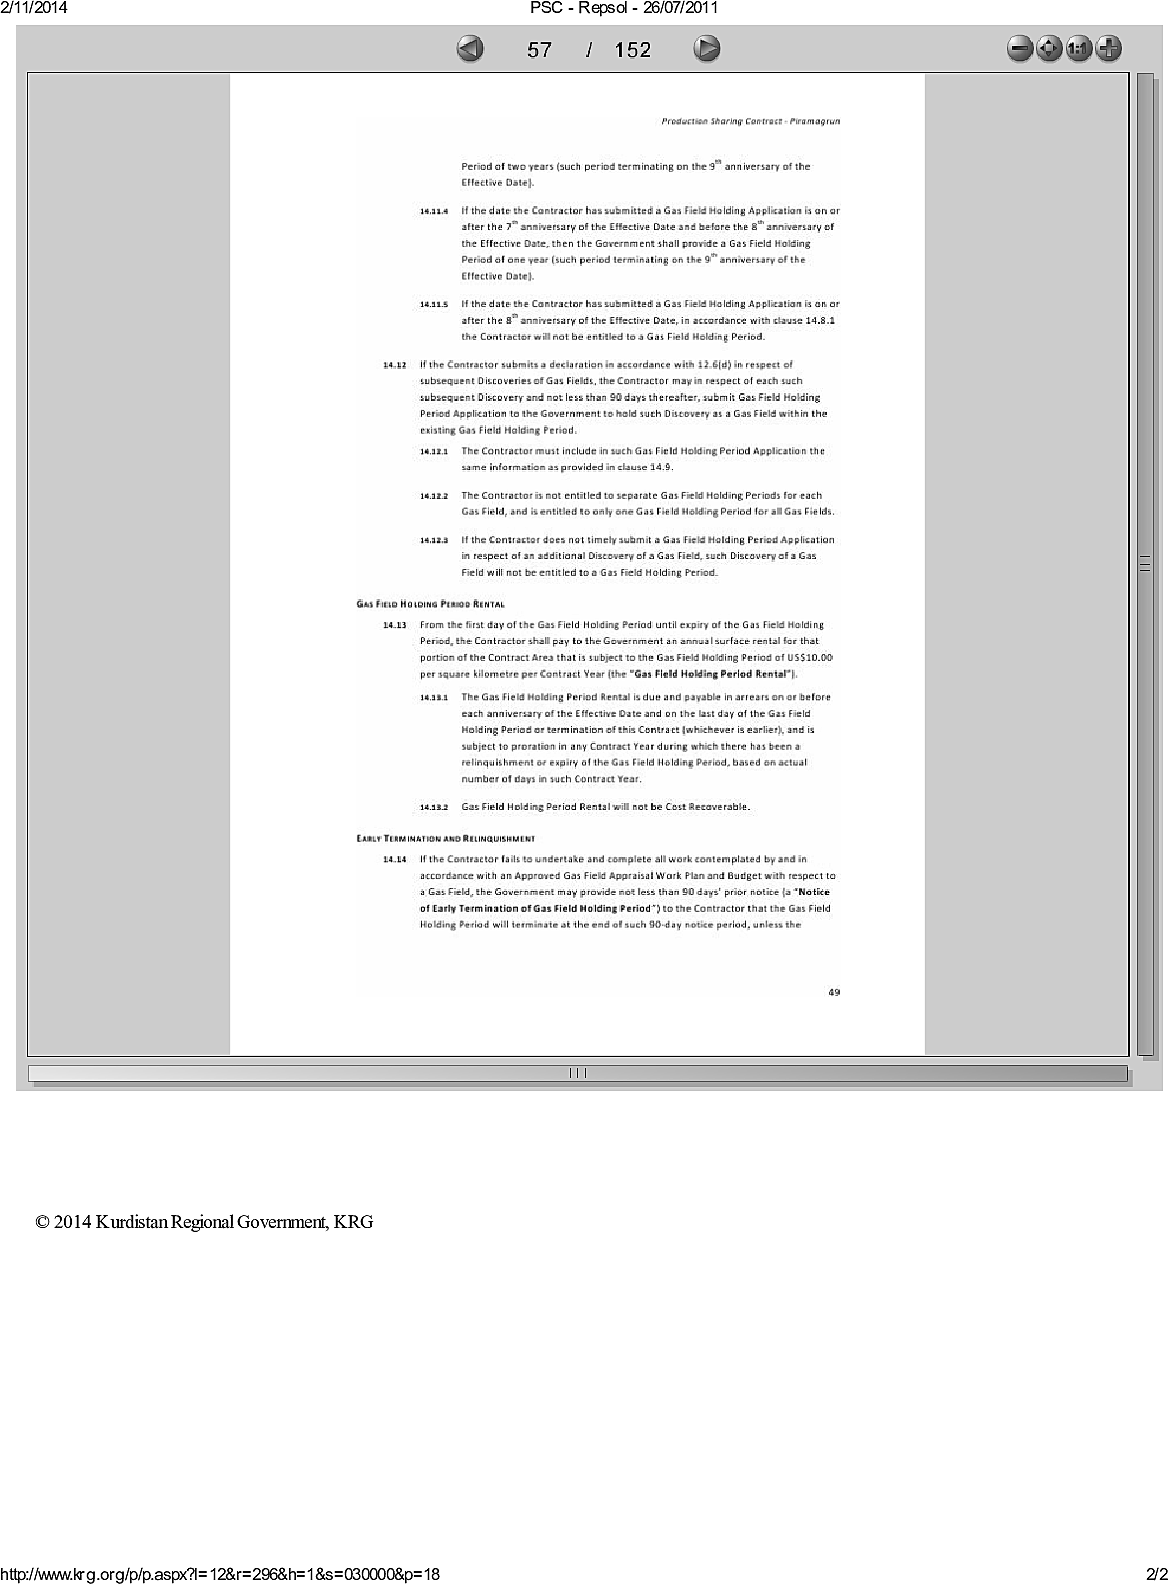 2/11/2014 PSC - Repsol - 26/07/2011
57 / 152
Production Sharing Contract - Piramagrun
Period of two years (such period terminating on the 9th anniversary of the
Effective Date).
14.11.4 If the date the Contractor has submitted a Gas Field Holding Application is on or
after the 7th anniversary of the Effective Date and before the 8th anniversary of
the Effective Date, then the Government shall provide a Gas Field Holding
Period of one year (such period terminating on the 9th anniversary of the
Effective Date).
14.11.5 If the date the Contractor has submitted a Gas Field Holding Application is on or
after the 8th anniversary of the Effective Date, in accordance with clause 14.8.1
the Contractor will not be entitled to a Gas Field Holding Period.
14.12 If the Contractor submits a declaration in accordance with 12.6(d) in respect of
subsequent Discoveries of Gas Fields, the Contractor may in respect of each such
subsequent Discovery and not less than 90 days thereafter, submit Gas Field Holding
Period Application to the Government to hold such Discovery as a Gas Field within the
existing Gas Field Holding Period.
14.12.1 The Contractor must include in such Gas Field Holding Period Application the
same information as provided in clause 14.9.
14.12.2 The Contractor is not entitled to separate Gas Field Holding Periods for each
Gas Field, and is entitled to only one Gas Field Holding Period for all Gas Fields.
14.12.3 If the Contractor does not timely submit a Gas Field Holding Period Application
in respect of an additional Discovery of a Gas Field, such Discovery of a Gas
Field will not be entitled to a Gas Field Holding Period.
GAS FIELD HOLDING PERIOD RENTAL
14.13 From the first day of the Gas Field Holding Period until expiry of the Gas Field Holding
Period, the Contractor shall pay to the Government an annual surface rental for that
portion of the Contract Area that is subject to the Gas Field Holding Period of US$10.00
per square kilometre per Contract Year (the "Gas Field Holding Period Rental").
14.13.1 The Gas Field Holding Period Rental is due and payable in arrears on or before
each anniversary of the Effective Date and on the last day of the Gas Field
Holding Period or termination of this Contract (whichever is earlier), and is
subject to proration in any Contract Year during which there has been a
relinquishment or expiry of the Gas Field Holding Period, based on actual
number of days in such Contract Year.
14.13.2 Gas Field Holding Period Rental will not be Cost Recoverable.
EARLY TERMINATION AND RELINQUISHMENT
14.14 If the Contractor fails to undertake and complete all work contemplated by and in
accordance with an Approved Gas Field Appraisal Work Plan and Budget with respect to
a Gas Field, the Government may provide not less than 90 days' prior notice (a "Notice
of Early Termination of Gas Field Holding Period") to the Contractor that the Gas Field
Holding Period will terminate at the end of such 90-day notice period, unless the
49
© 2014 Kurdistan Regional Government, KRG
http://www.krg.org/p/p.aspx?l=12&r=296&h=1&s=030000&p=18 2/2